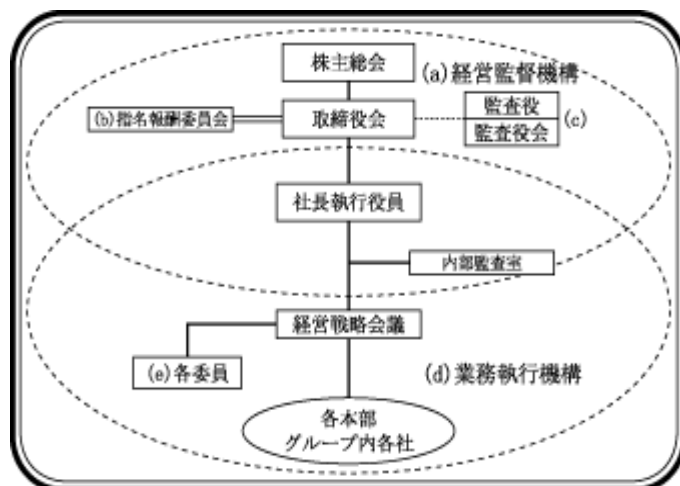 株主総会
(a)経営監督機構
(b)指名報酬委員会
取締役会
監査役
監査役会
(c)
社長執行役員
内部監査室
経営戦略会議
(e)各委員
(d)業務執行機構
各本部
グループ内各社